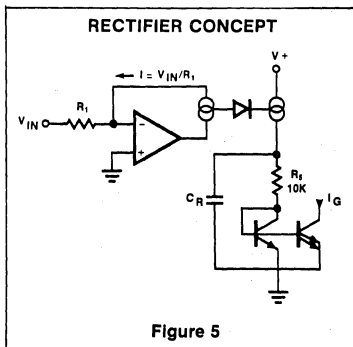 RECTIFIER CONCEPT
V+
I = VIN/R1
R1
VIN
−
+
R5
10K
IG
CR
Figure 5